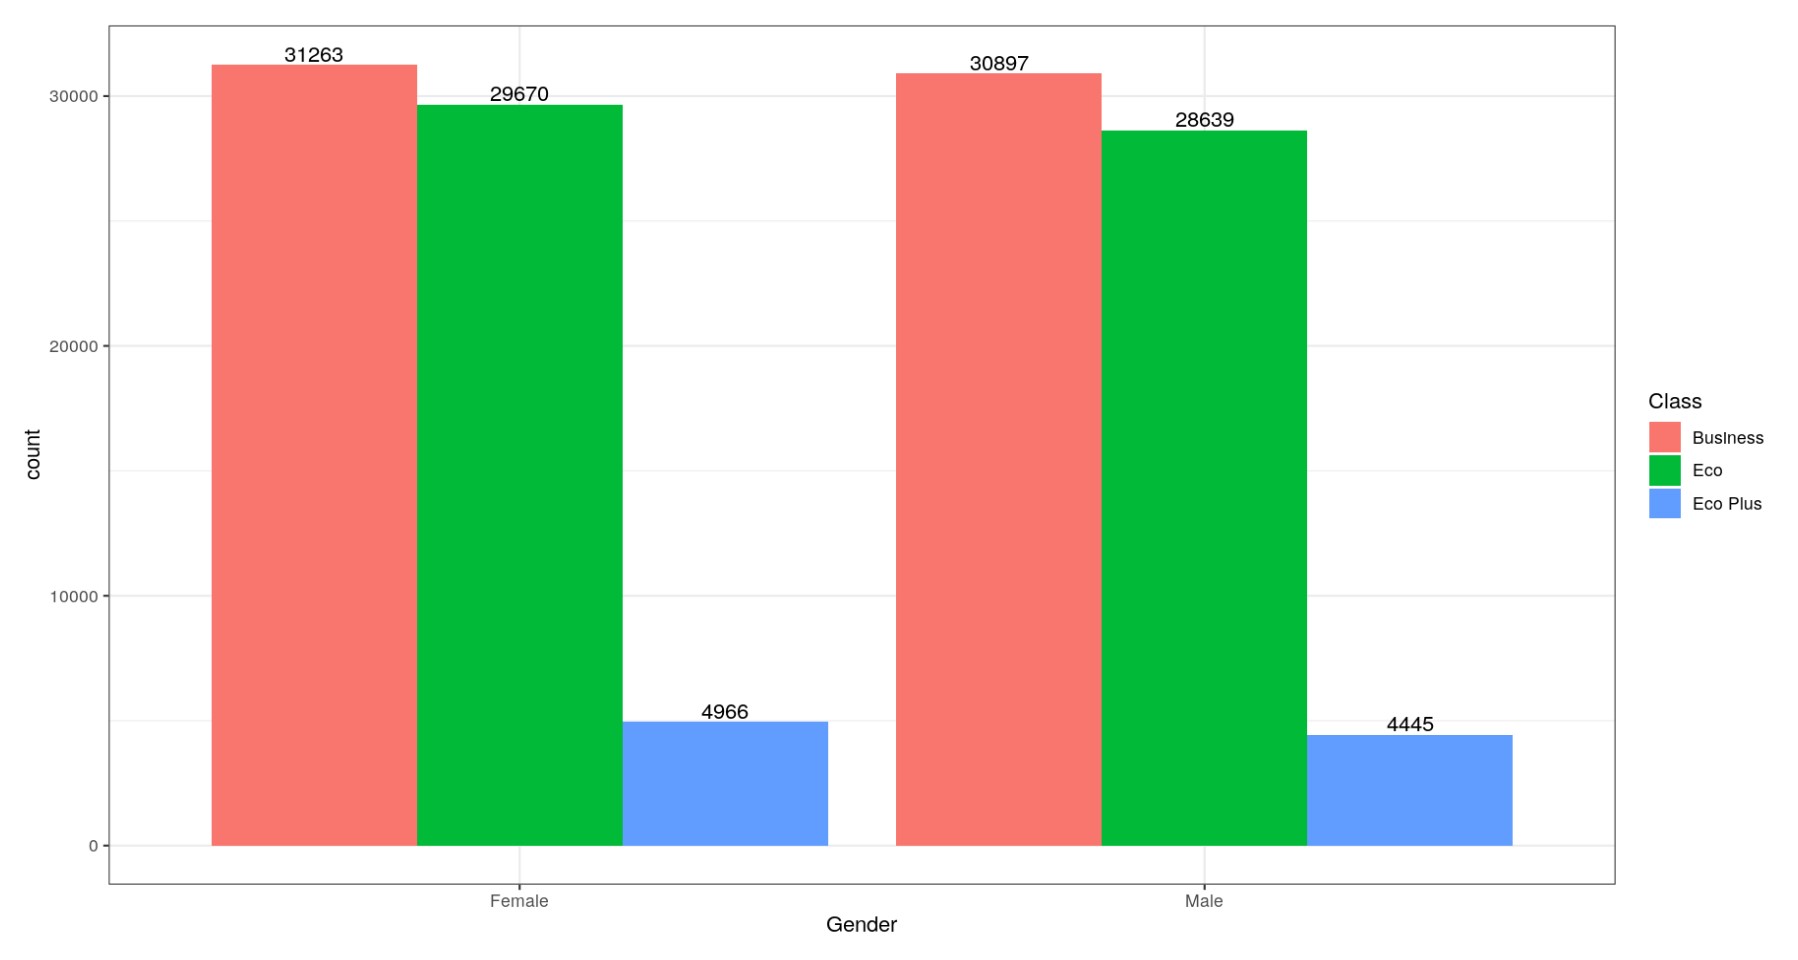 31263
30897
29670
28639
4966
4445
30000
20000
10000
0
count
Female
Male
Gender
Class
Business
Eco
Eco Plus